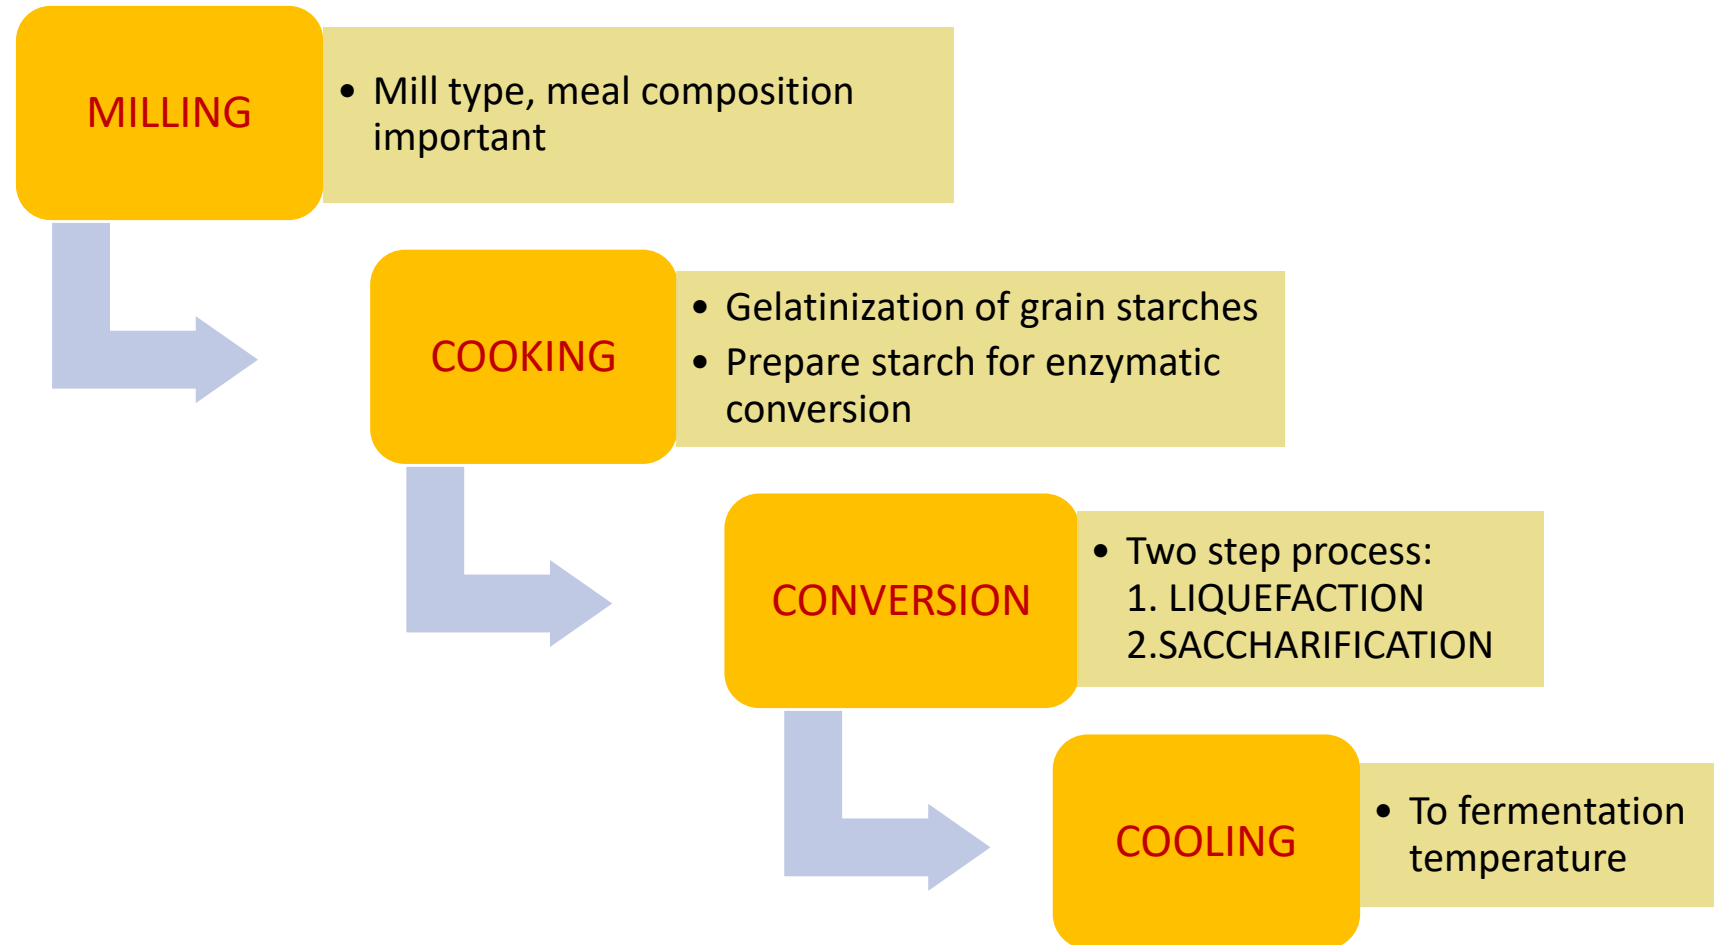 MILLING
• Mill type, meal composition
important
COOKING
• Gelatinization of grain starches
• Prepare starch for enzymatic
conversion
CONVERSION
• Two step process:
1. LIQUEFACTION
2.SACCHARIFICATION
COOLING
• To fermentation
temperature